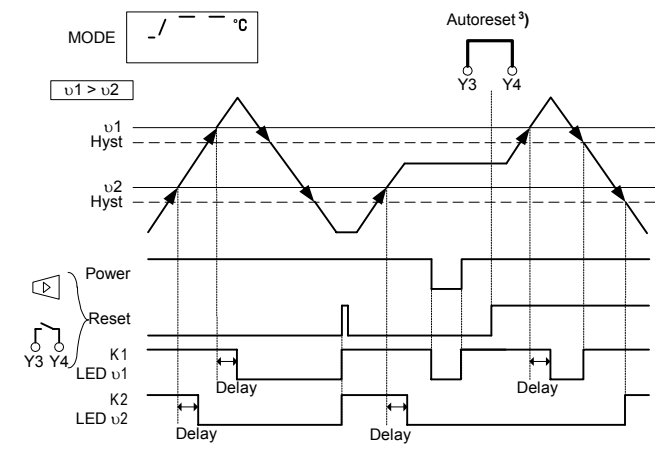 Autoreset ³⁾
MODE
°C
Y3 Y4
υ1 > υ2
υ1
Hyst
υ2
Hyst
Power
Reset
Y3 Y4
K1
LED υ1
Delay
Delay
K2
LED υ2
Delay
Delay